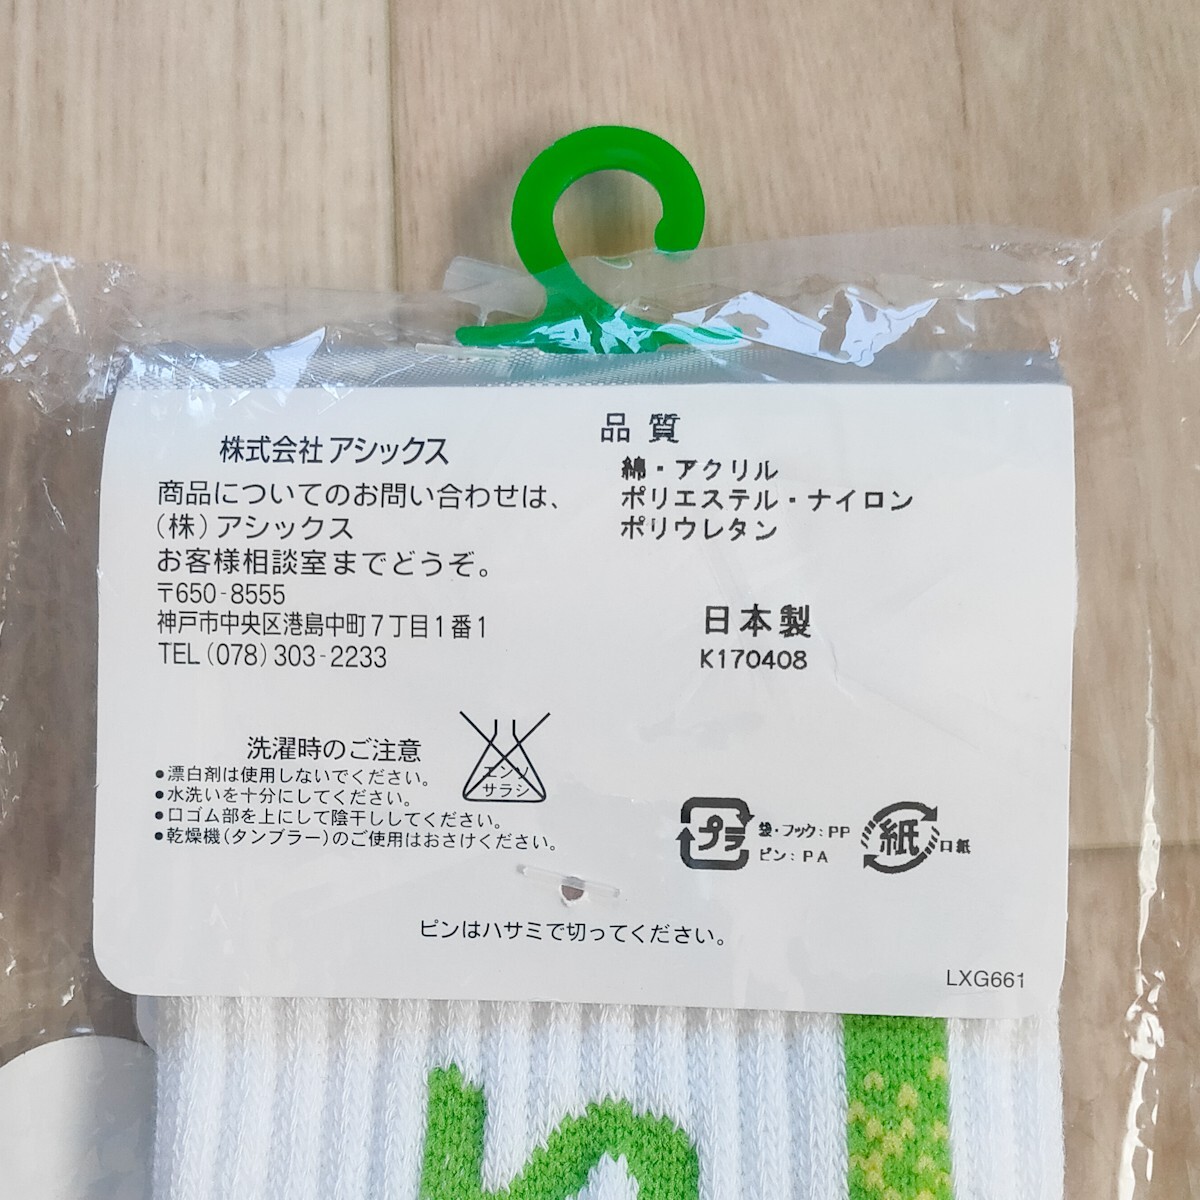 株式会社 アシックス
商品についてのお問い合わせは、
(株)アシックス
お客様相談室までどうぞ。
〒650-8555
神戸市中央区港島中町7丁目1番1
TEL(078)303-2233
品質
綿・アクリル
ポリエステル・ナイロン
ポリウレタン
日本製
K170408
洗濯時のご注意
●漂白剤は使用しないでください。
●水洗いを十分にしてください。
●口ゴム部を上にして陰干ししてください。
●乾燥機(タンブラー)のご使用はおさけください。
エンソ
サラシ
プラ
袋・フック:PP
ピン:PA
紙
口紙
ピンはハサミで切ってください。
LXG661